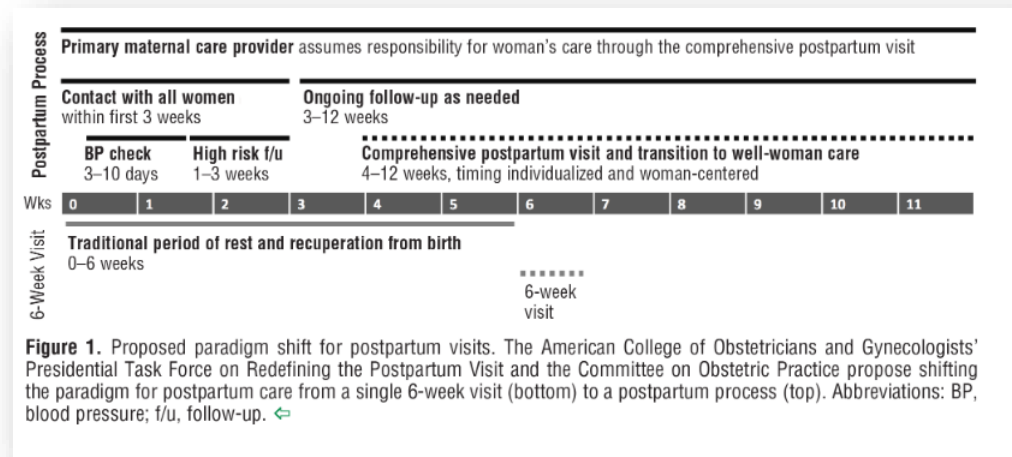 Postpartum Process
Primary maternal care provider assumes responsibility for woman's care through the comprehensive postpartum visit
Contact with all women
within first 3 weeks
Ongoing follow-up as needed
3–12 weeks
BP check
3–10 days
High risk f/u
1–3 weeks
Comprehensive postpartum visit and transition to well-woman care
4–12 weeks, timing individualized and woman-centered
Wks 0 1 2 3 4 5 6 7 8 9 10 11
6-Week Visit
Traditional period of rest and recuperation from birth
0–6 weeks
6-week
visit
Figure 1. Proposed paradigm shift for postpartum visits. The American College of Obstetricians and Gynecologists'
Presidential Task Force on Redefining the Postpartum Visit and the Committee on Obstetric Practice propose shifting
the paradigm for postpartum care from a single 6-week visit (bottom) to a postpartum process (top). Abbreviations: BP,
blood pressure; f/u, follow-up. ⇦